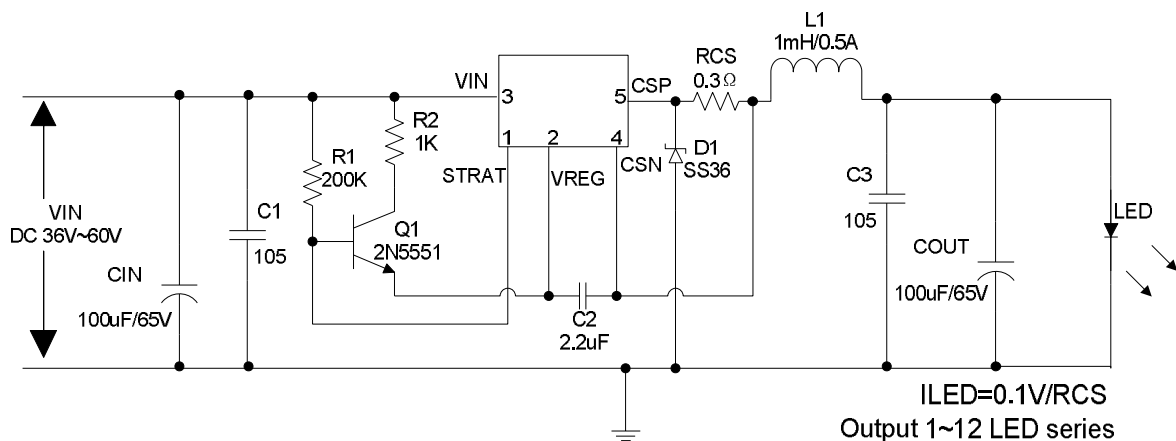 L1
1mH/0.5A
RCS
0.3Ω
VIN
3
5
CSP
1
2
4
R2
1K
D1
SS36
R1
200K
STRAT
VREG
CSN
C3
105
VIN
DC 36V~60V
C1
105
Q1
2N5551
LED
CIN
100uF/65V
COUT
100uF/65V
C2
2.2uF
ILED=0.1V/RCS
Output 1~12 LED series